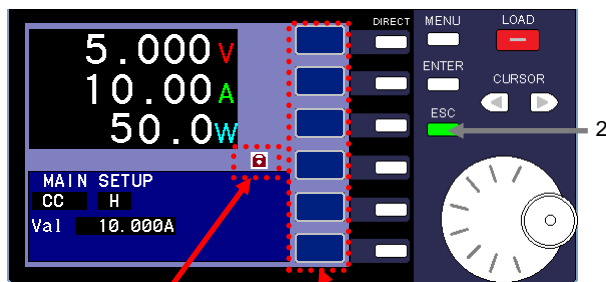 DIRECT MENU LOAD
5.000V
10.00A
50.0W
ENTER
CURSOR
ESC
2
MAIN SETUP
CC H
Val 10.000A